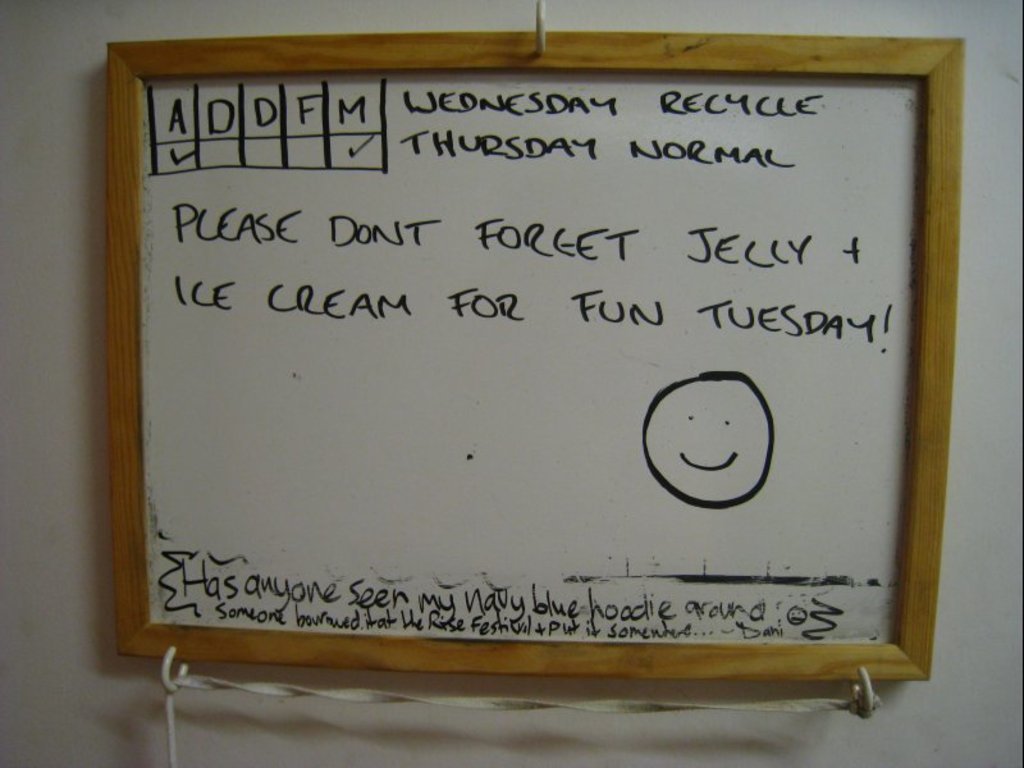 A D D F M
✓ ✓
WEDNESDAY RECYCLE
THURSDAY NORMAL
PLEASE DONT FORGET JELLY +
ICE CREAM FOR FUN TUESDAY!
Has anyone seen my navy blue hoodie around
Someone bourrowed it at the Rise Festival + put it somewhere... - Dani